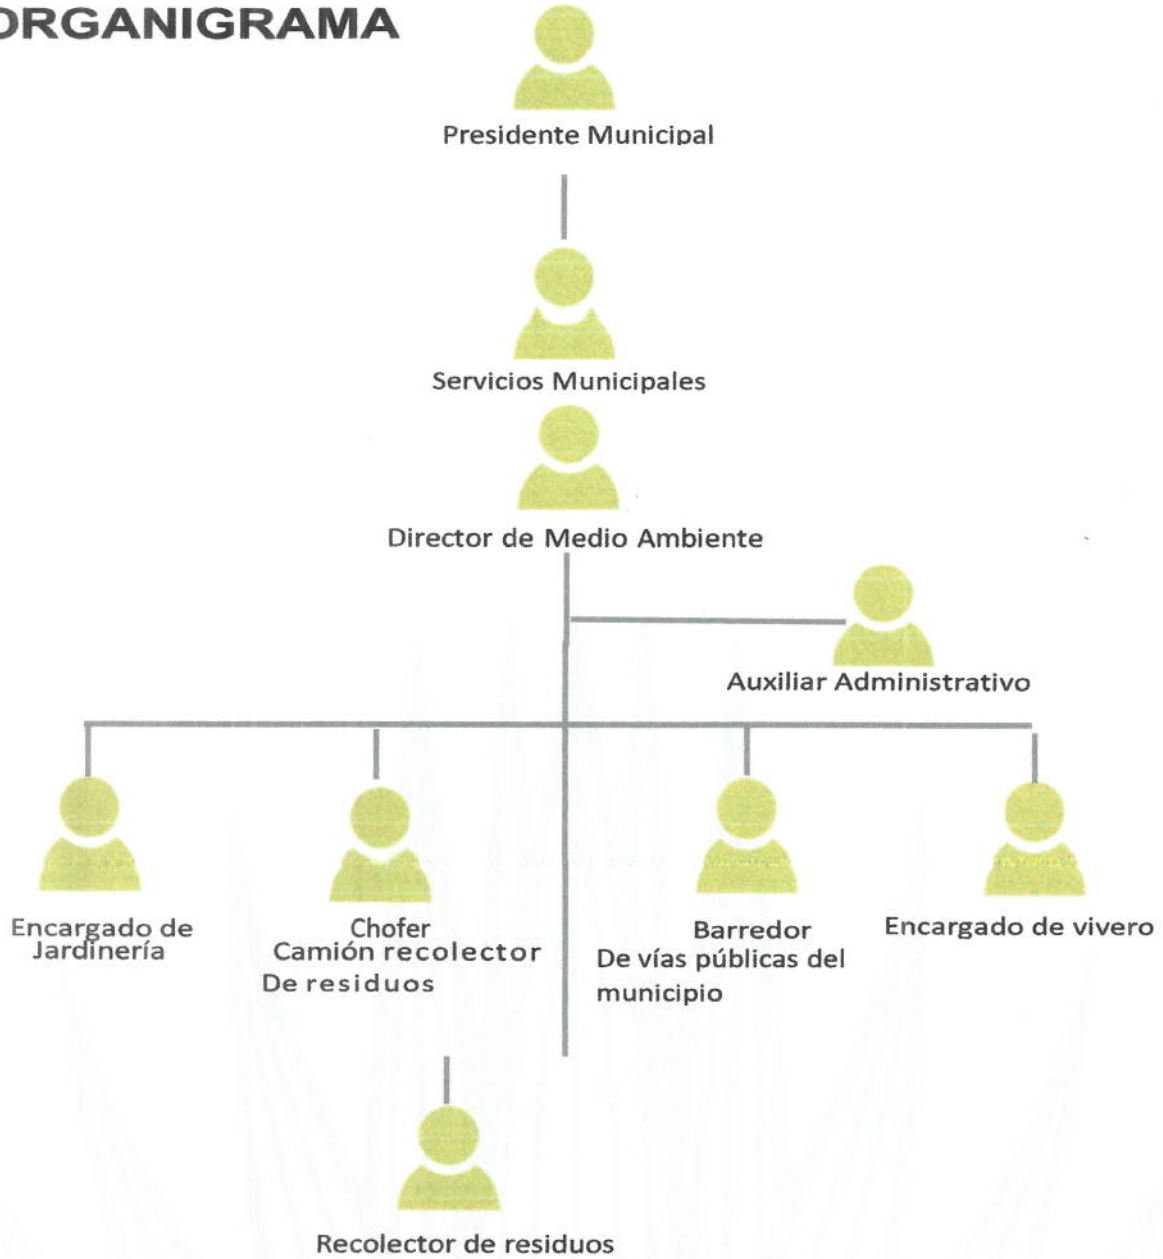 ORGANIGRAMA
Presidente Municipal
Servicios Municipales
Director de Medio Ambiente
Auxiliar Administrativo
Encargado de
Jardinería
Chofer
Camión recolector
De residuos
Barredor
De vías públicas del
municipio
Encargado de vivero
Recolector de residuos